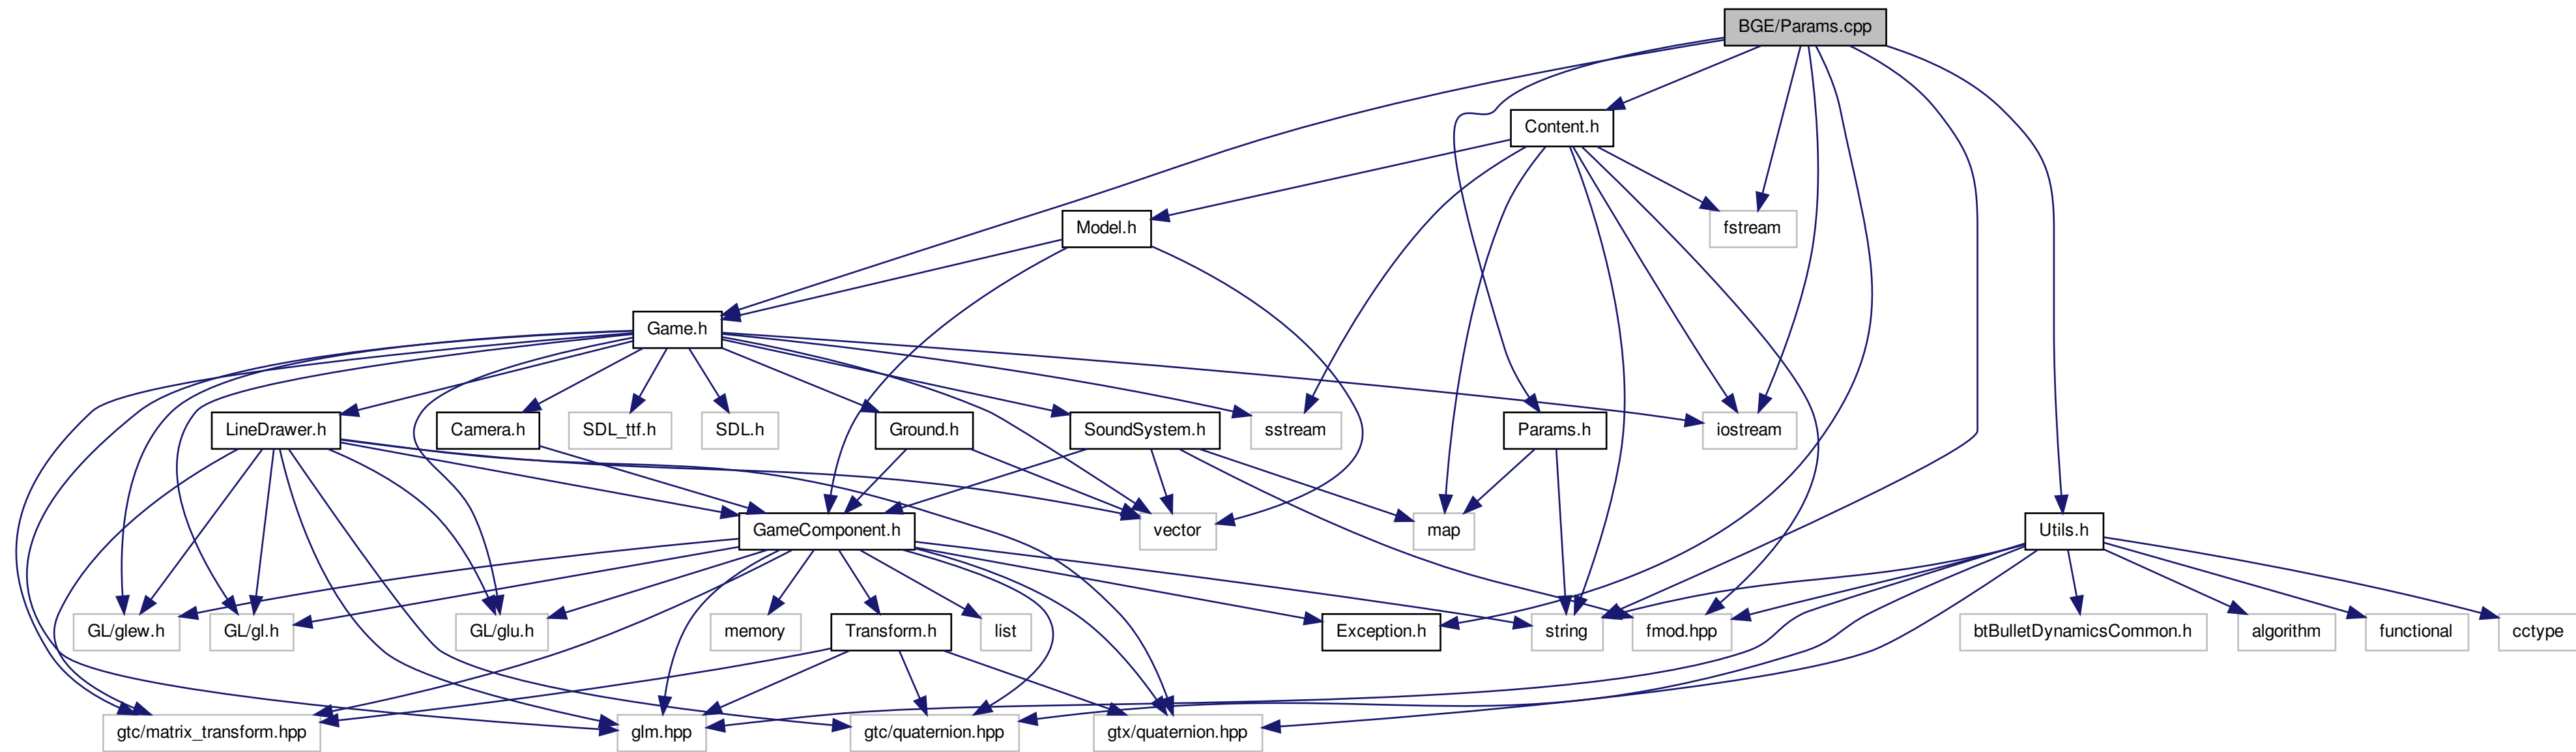 BGE/Params.cpp
Content.h
Model.h
fstream
Game.h
LineDrawer.h
Camera.h
SDL_ttf.h
SDL.h
Ground.h
SoundSystem.h
sstream
Params.h
iostream
GameComponent.h
vector
map
Utils.h
GL/glew.h
GL/gl.h
GL/glu.h
memory
Transform.h
list
Exception.h
string
fmod.hpp
btBulletDynamicsCommon.h
algorithm
functional
cctype
gtc/matrix_transform.hpp
glm.hpp
gtc/quaternion.hpp
gtx/quaternion.hpp